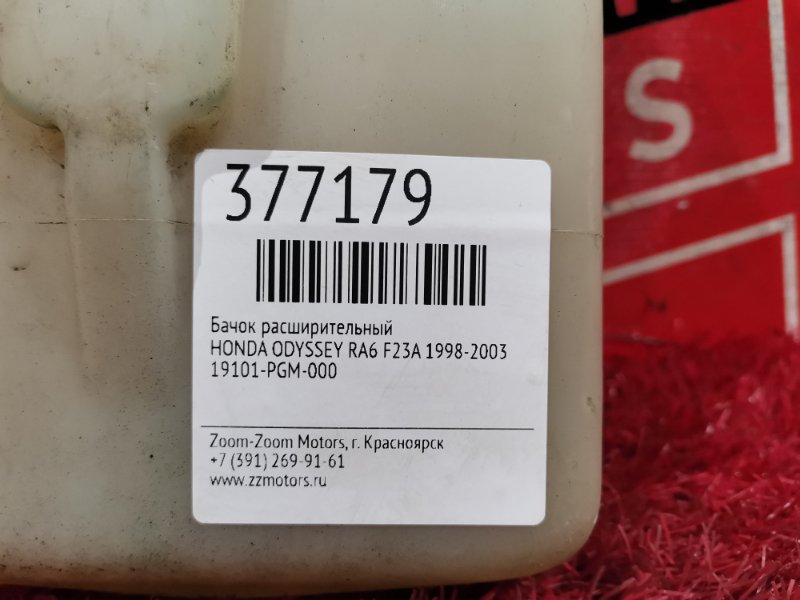 377179
Бачок расширительный
HONDA ODYSSEY RA6 F23A 1998-2003
19101-PGM-000
Zoom-Zoom Motors, г. Красноярск
+7 (391) 269-91-61
www.zzmotors.ru
S